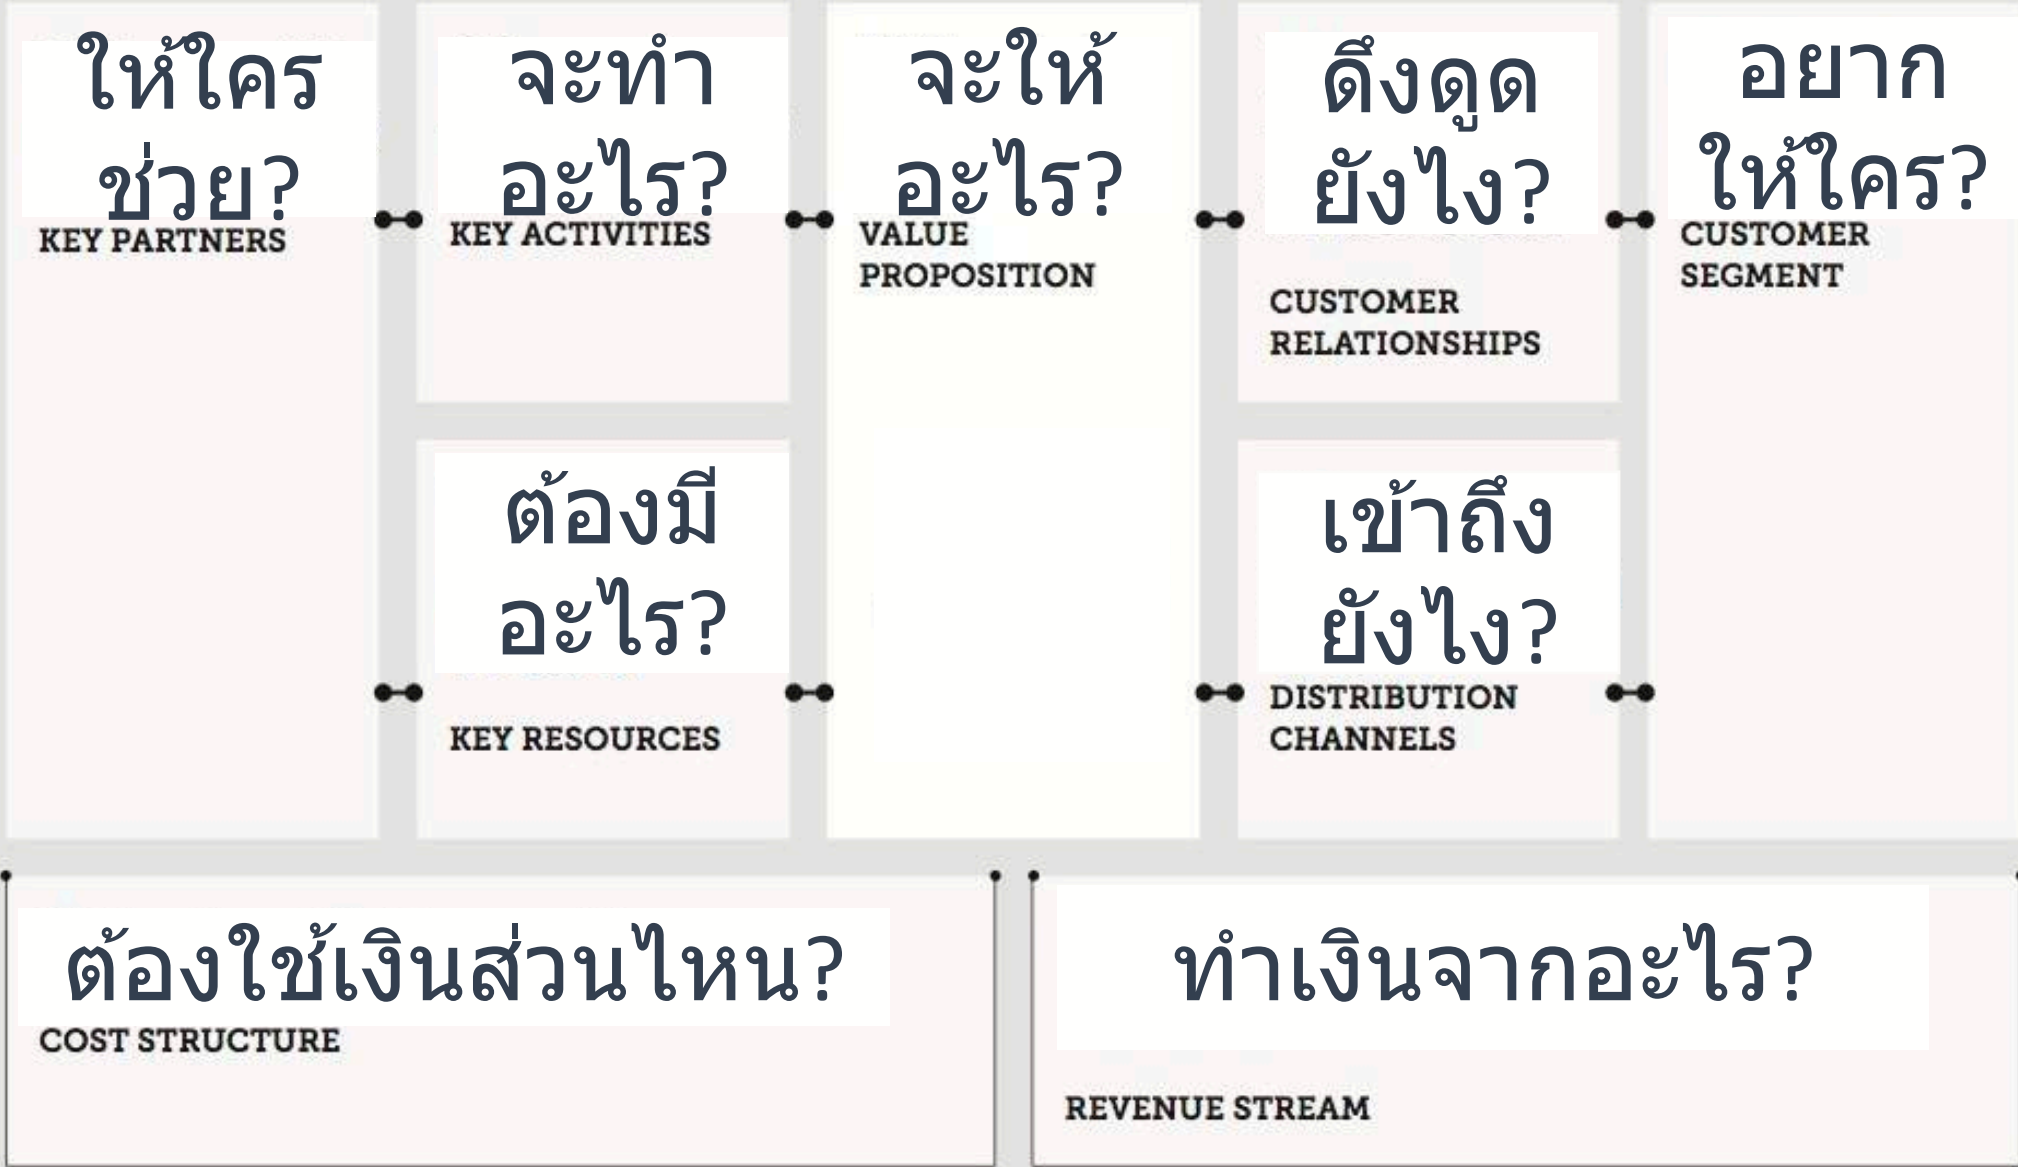 ให้ใคร
ช่วย?
KEY PARTNERS
จะทำ
อะไร?
KEY ACTIVITIES
ต้องมี
อะไร?
KEY RESOURCES
จะให้
อะไร?
VALUE
PROPOSITION
ดึงดูด
ยังไง?
CUSTOMER
RELATIONSHIPS
เข้าถึง
ยังไง?
DISTRIBUTION
CHANNELS
อยาก
ให้ใคร?
CUSTOMER
SEGMENT
ต้องใช้เงินส่วนไหน?
COST STRUCTURE
ทำเงินจากอะไร?
REVENUE STREAM